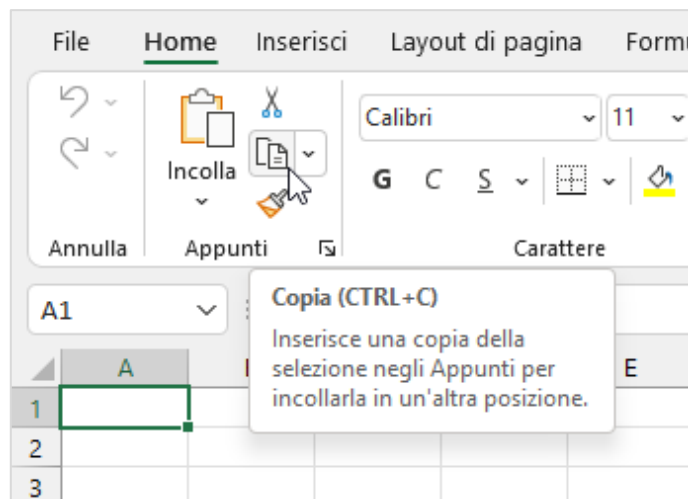 File Home Inserisci Layout di pagina
Calibri 11
Incolla G C S
Annulla Appunti Carattere
A1
Copia (CTRL+C)
Inserisce una copia della
selezione negli Appunti per
incollarla in un'altra posizione.
A E
1
2
3